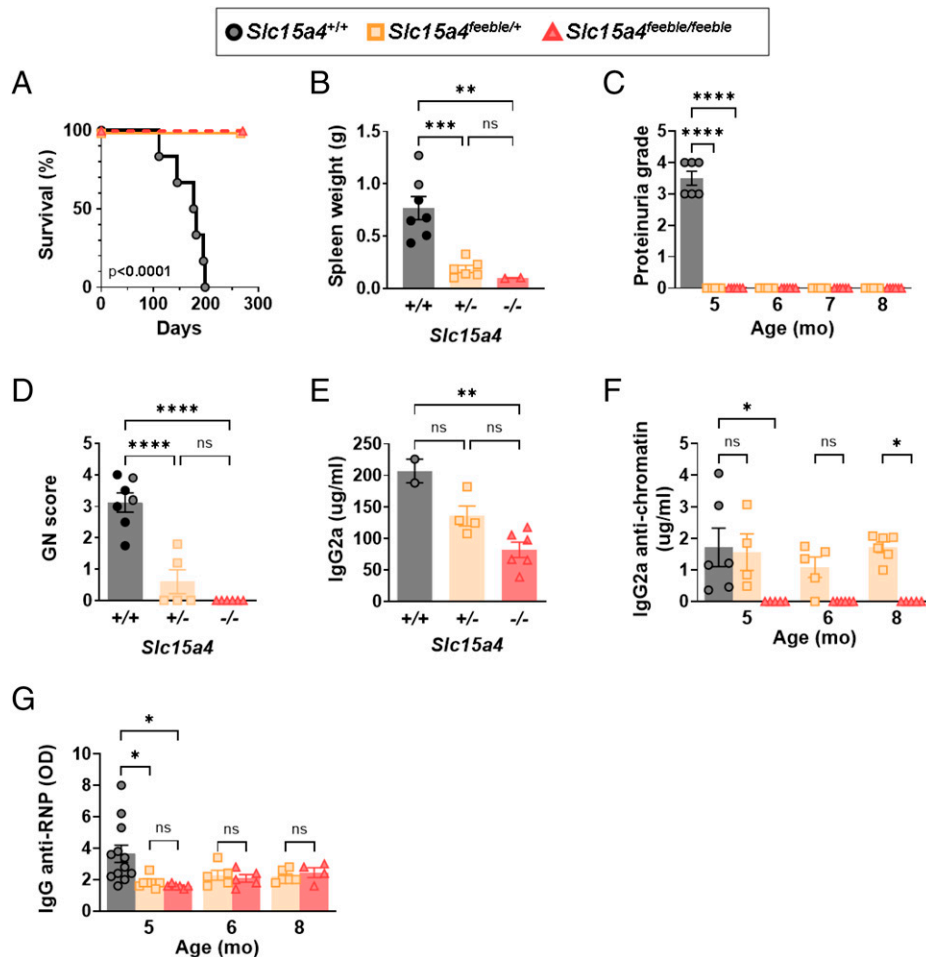 Slc15a4+/+ Slc15a4feeble/+ Slc15a4feeble/feeble
A
Survival (%)
100
50
0
p<0.0001
0 100 200 300
Days
B
**
*** ns
Spleen weight (g)
1.5
1.0
0.5
0.0
+/+ +/- -/-
Slc15a4
C
****
****
Proteinuria grade
5
4
3
2
1
0
5 6 7 8
Age (mo)
D
****
**** ns
GN score
5
4
3
2
1
0
+/+ +/- -/-
Slc15a4
E
**
ns ns
IgG2a (ug/ml)
250
200
150
100
50
0
+/+ +/- -/-
Slc15a4
F
*
ns ns *
IgG2a anti-chromatin
(ug/ml)
5
4
3
2
1
0
5 6 8
Age (mo)
G
*
*
ns ns ns
IgG anti-RNP (OD)
10
8
6
4
2
0
5 6 8
Age (mo)